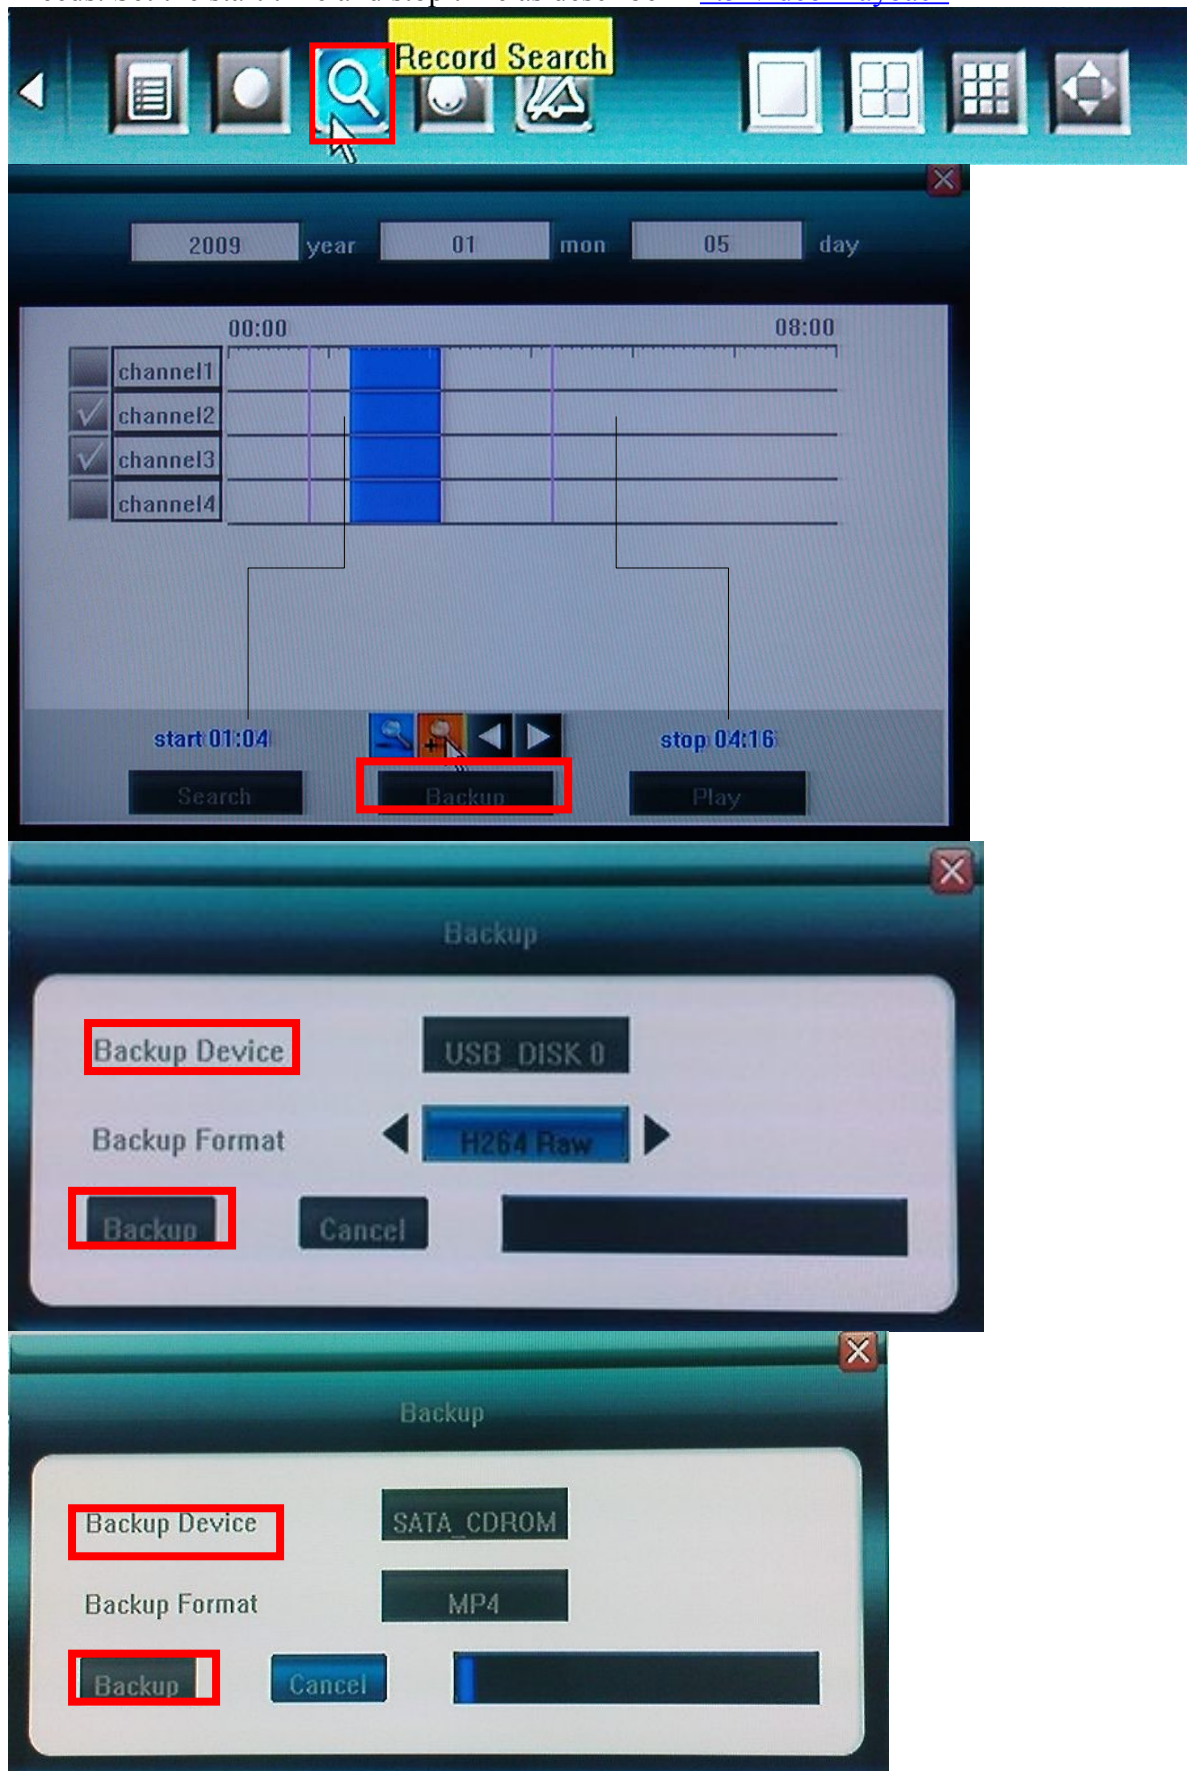 Record Search
2009 year 01 mon 05 day
00:00 08:00
channel1
channel2
channel3
channel4
start 01:04 stop 04:16
Search Backup Play
Backup
Backup Device USB_DISK 0
Backup Format H264 Raw
Backup Cancel
Backup
Backup Device SATA_CDROM
Backup Format MP4
Backup Cancel